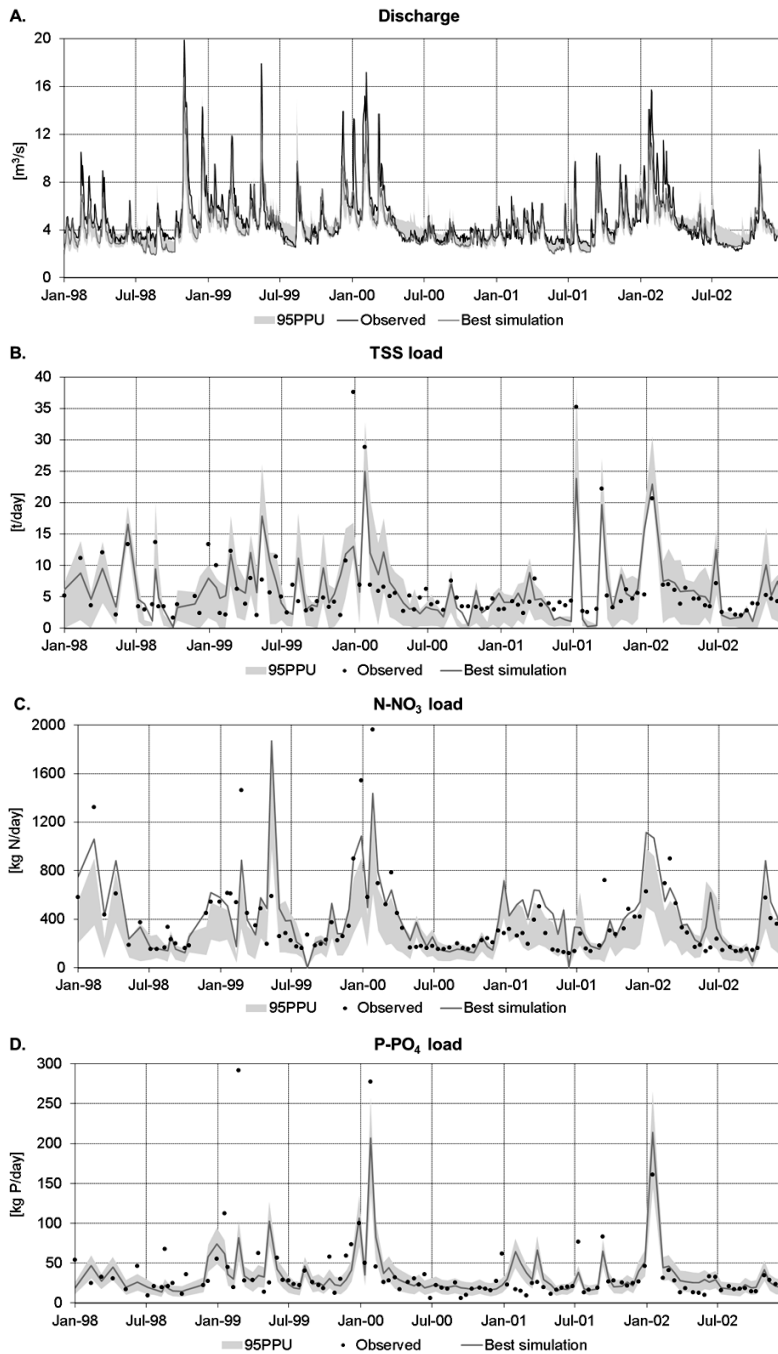 A. Discharge
20
16
12
8
4
0
[m³/s]
Jan-98 Jul-98 Jan-99 Jul-99 Jan-00 Jul-00 Jan-01 Jul-01 Jan-02 Jul-02
95PPU Observed Best simulation
B. TSS load
40
35
30
25
20
15
10
5
0
[t/day]
Jan-98 Jul-98 Jan-99 Jul-99 Jan-00 Jul-00 Jan-01 Jul-01 Jan-02 Jul-02
95PPU Observed Best simulation
C. N-NO₃ load
2000
1600
1200
800
400
0
[kg N/day]
Jan-98 Jul-98 Jan-99 Jul-99 Jan-00 Jul-00 Jan-01 Jul-01 Jan-02 Jul-02
95PPU Observed Best simulation
D. P-PO₄ load
300
250
200
150
100
50
0
[kg P/day]
Jan-98 Jul-98 Jan-99 Jul-99 Jan-00 Jul-00 Jan-01 Jul-01 Jan-02 Jul-02
95PPU Observed Best simulation